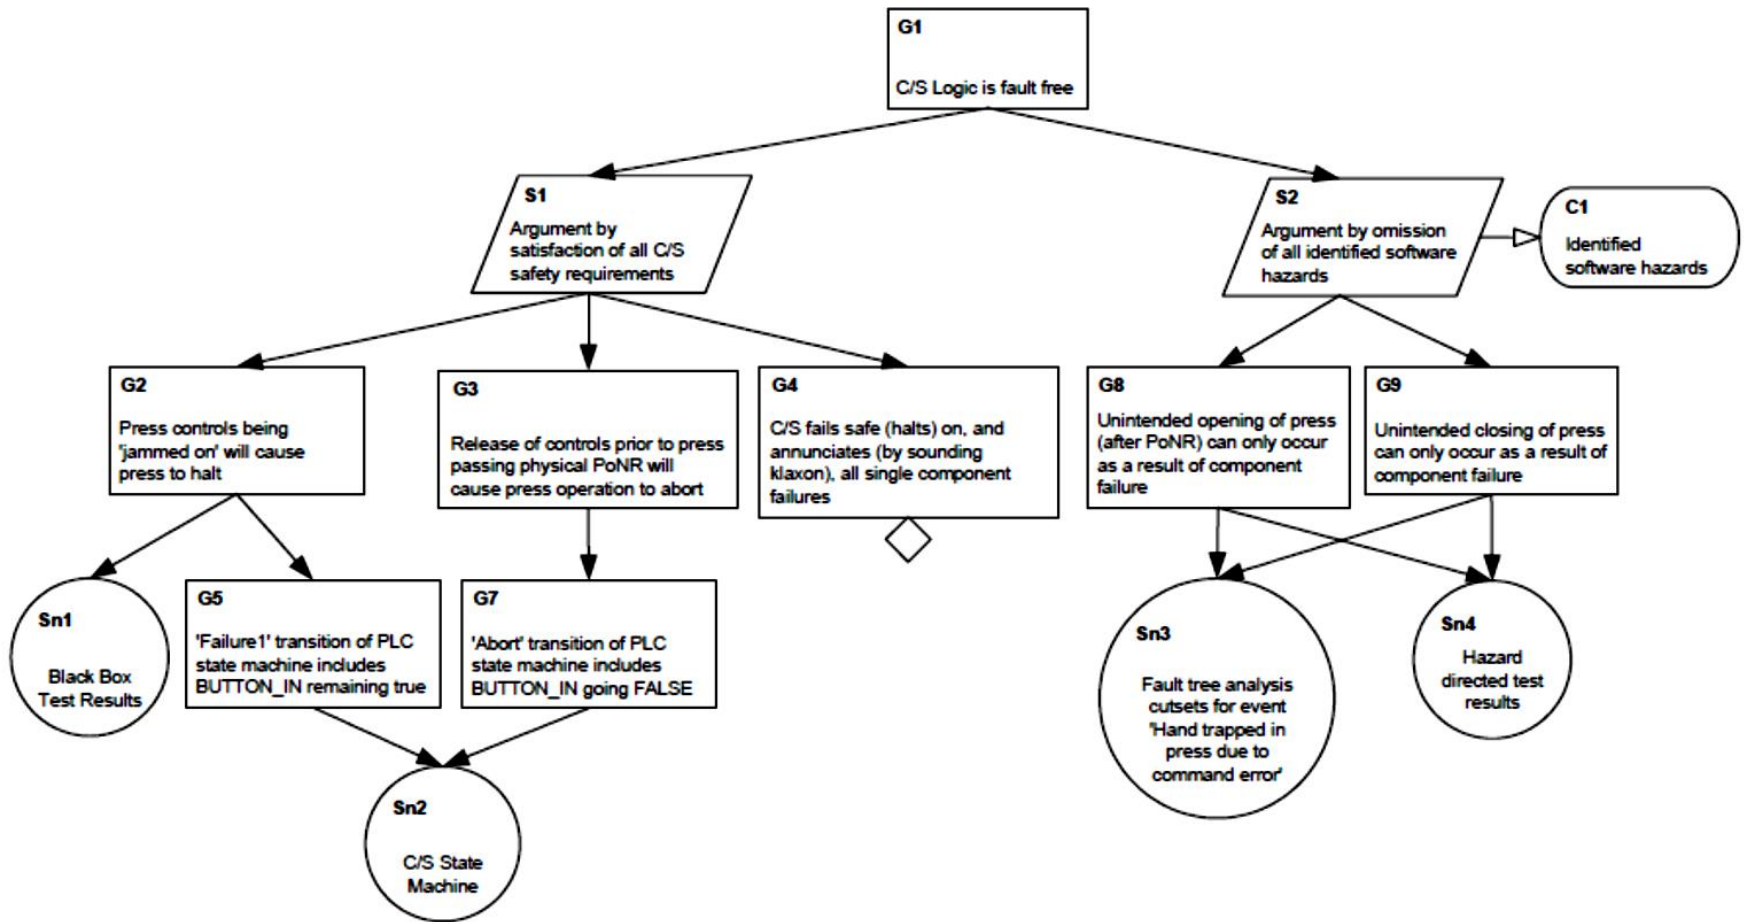 G1
C/S Logic is fault free
S1
Argument by
satisfaction of all C/S
safety requirements
S2
Argument by omission
of all identified software
hazards
C1
Identified
software hazards
G2
Press controls being
'jammed on' will cause
press to halt
G3
Release of controls prior to press
passing physical PoNR will
cause press operation to abort
G4
C/S fails safe (halts) on, and
annunciates (by sounding
klaxon), all single component
failures
G8
Unintended opening of press
(after PoNR) can only occur
as a result of component
failure
G9
Unintended closing of press
can only occur as a result of
component failure
Sn1
Black Box
Test Results
G5
'Failure1' transition of PLC
state machine includes
BUTTON_IN remaining true
G7
'Abort' transition of PLC
state machine includes
BUTTON_IN going FALSE
Sn3
Fault tree analysis
cutsets for event
'Hand trapped in
press due to
command error'
Sn4
Hazard
directed test
results
Sn2
C/S State
Machine